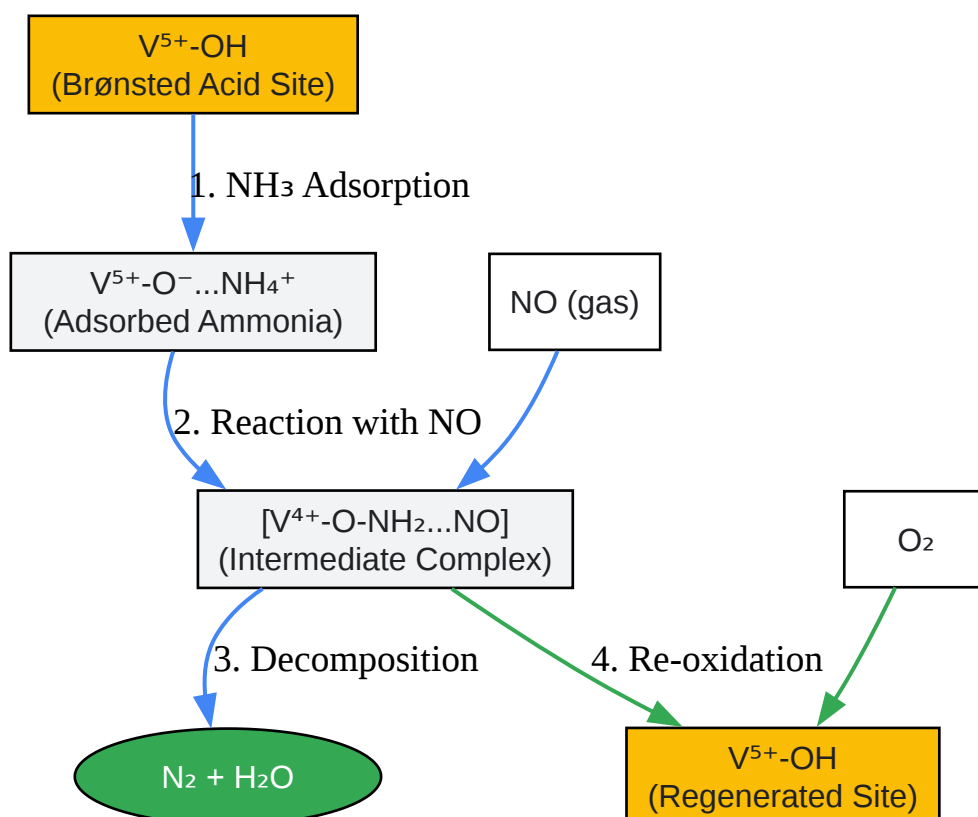 V⁵⁺-OH
(Brønsted Acid Site)
1. NH₃ Adsorption
V⁵⁺-O⁻...NH₄⁺
(Adsorbed Ammonia)
NO (gas)
2. Reaction with NO
[V⁴⁺-O-NH₂...NO]
(Intermediate Complex)
O₂
3. Decomposition
4. Re-oxidation
N₂ + H₂O
V⁵⁺-OH
(Regenerated Site)